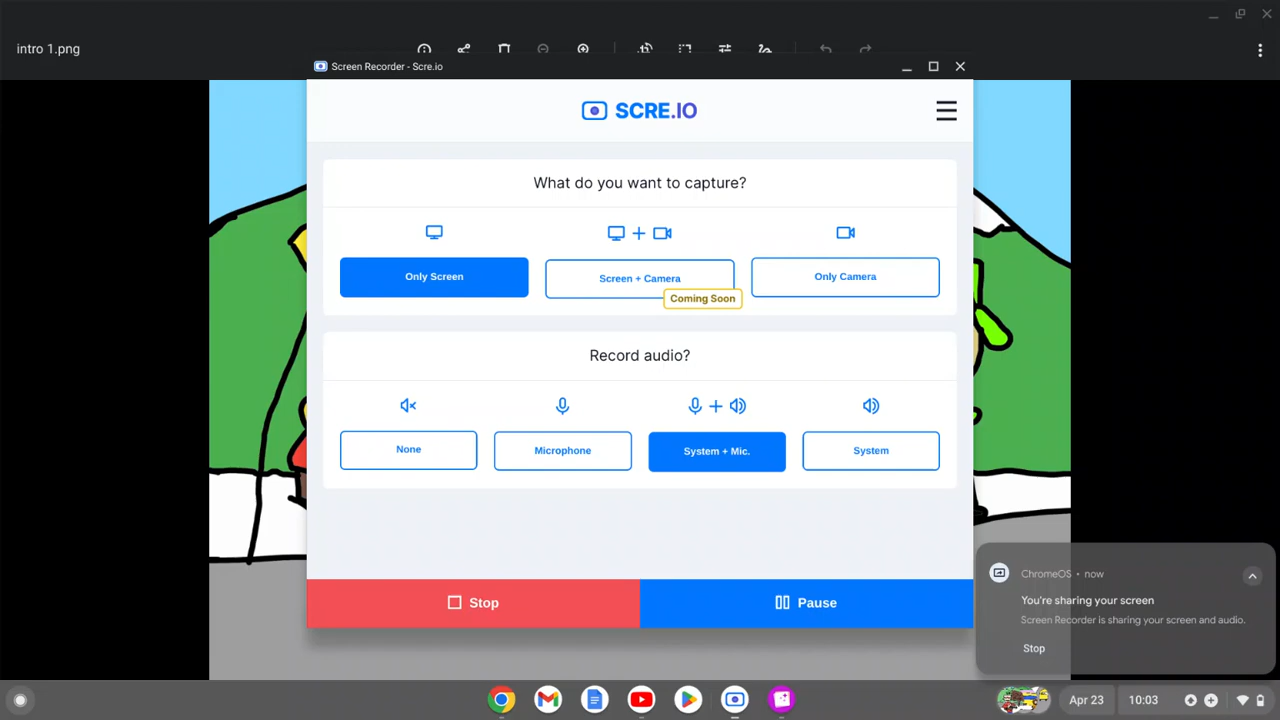 intro 1.png
Screen Recorder - Scre.io
SCRE.IO
What do you want to capture?
Only Screen
Screen + Camera
Only Camera
Coming Soon
Record audio?
None
Microphone
System + Mic.
System
Stop
Pause
ChromeOS • now
You're sharing your screen
Screen Recorder is sharing your screen and audio.
Stop
Apr 23
10:03